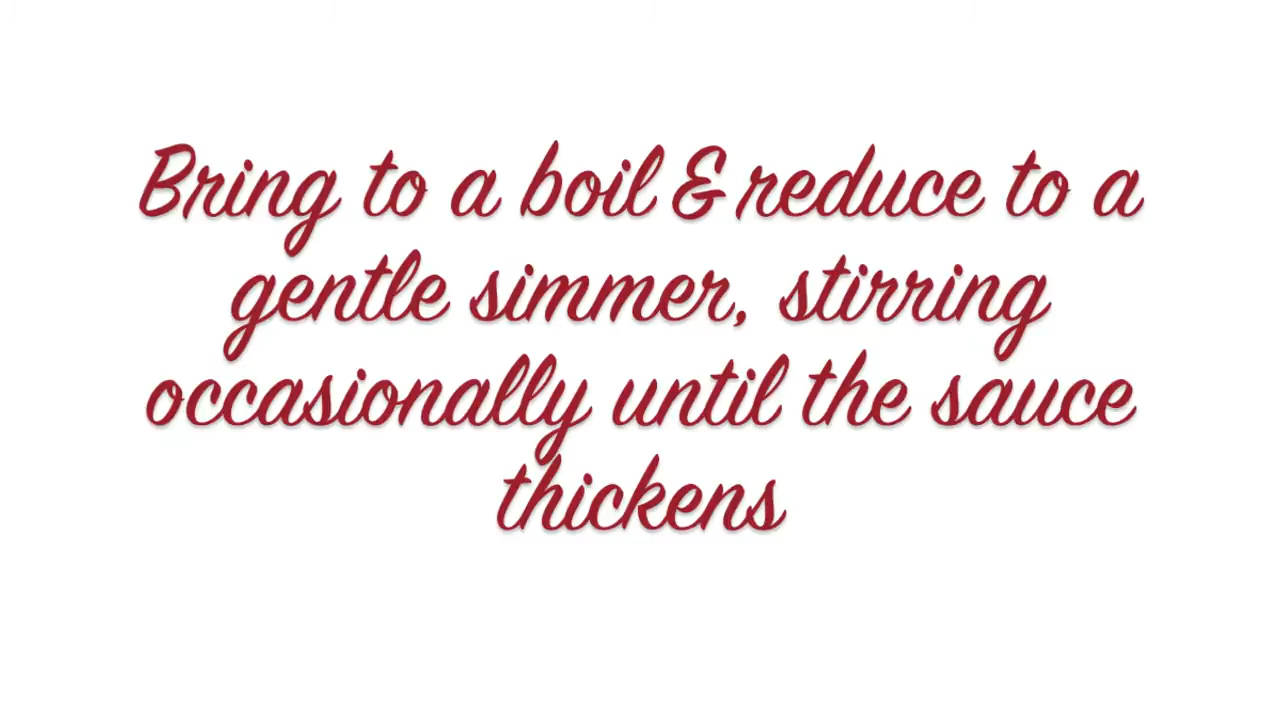 Bring to a boil & reduce to a
gentle simmer, stirring
occasionally until the sauce
thickens